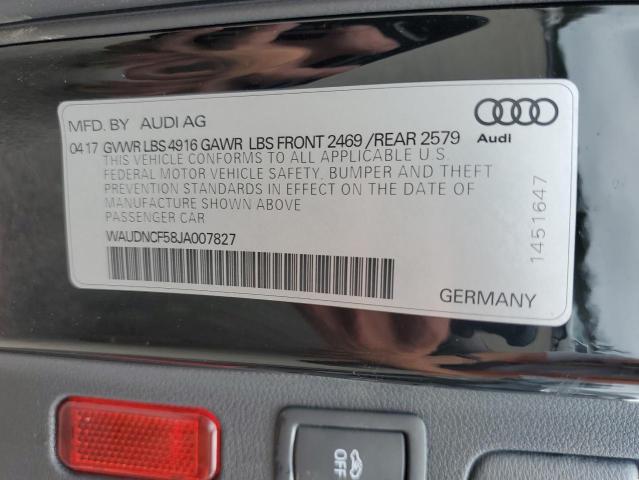 MFD. BY AUDI AG
04 17 GVWR LBS 4916 GAWR LBS FRONT 2469 /REAR 2579
THIS VEHICLE CONFORMS TO ALL APPLICABLE U.S.
FEDERAL MOTOR VEHICLE SAFETY, BUMPER AND THEFT
PREVENTION STANDARDS IN EFFECT ON THE DATE OF
MANUFACTURE SHOWN ABOVE
PASSENGER CAR
WAUDNCF58JA007827
Audi
1451647
GERMANY
OFF